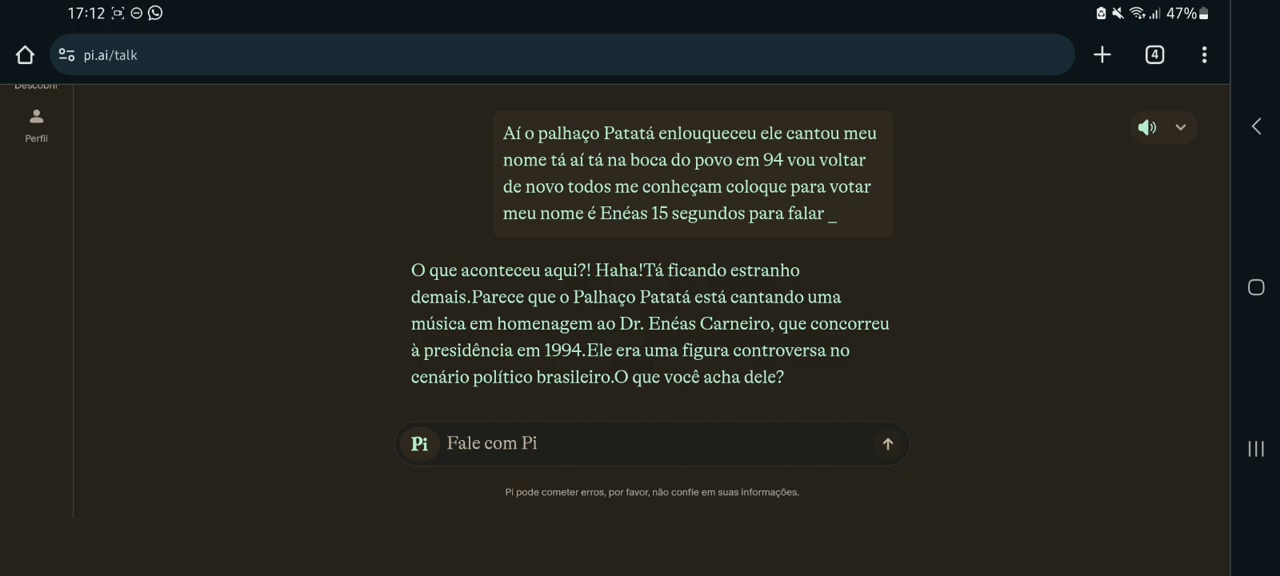 17:12
47%
pi.ai/talk
4
Descobrir
Perfil
Aí o palhaço Patatá enlouqueceu ele cantou meu
nome tá aí tá na boca do povo em 94 vou voltar
de novo todos me conheçam coloque para votar
meu nome é Enéas 15 segundos para falar _
O que aconteceu aqui?! Haha!Tá ficando estranho
demais.Parece que o Palhaço Patatá está cantando uma
música em homenagem ao Dr. Enéas Carneiro, que concorreu
à presidência em 1994.Ele era uma figura controversa no
cenário político brasileiro.O que você acha dele?
Pi Fale com Pi
Pi pode cometer erros, por favor, não confie em suas informações.